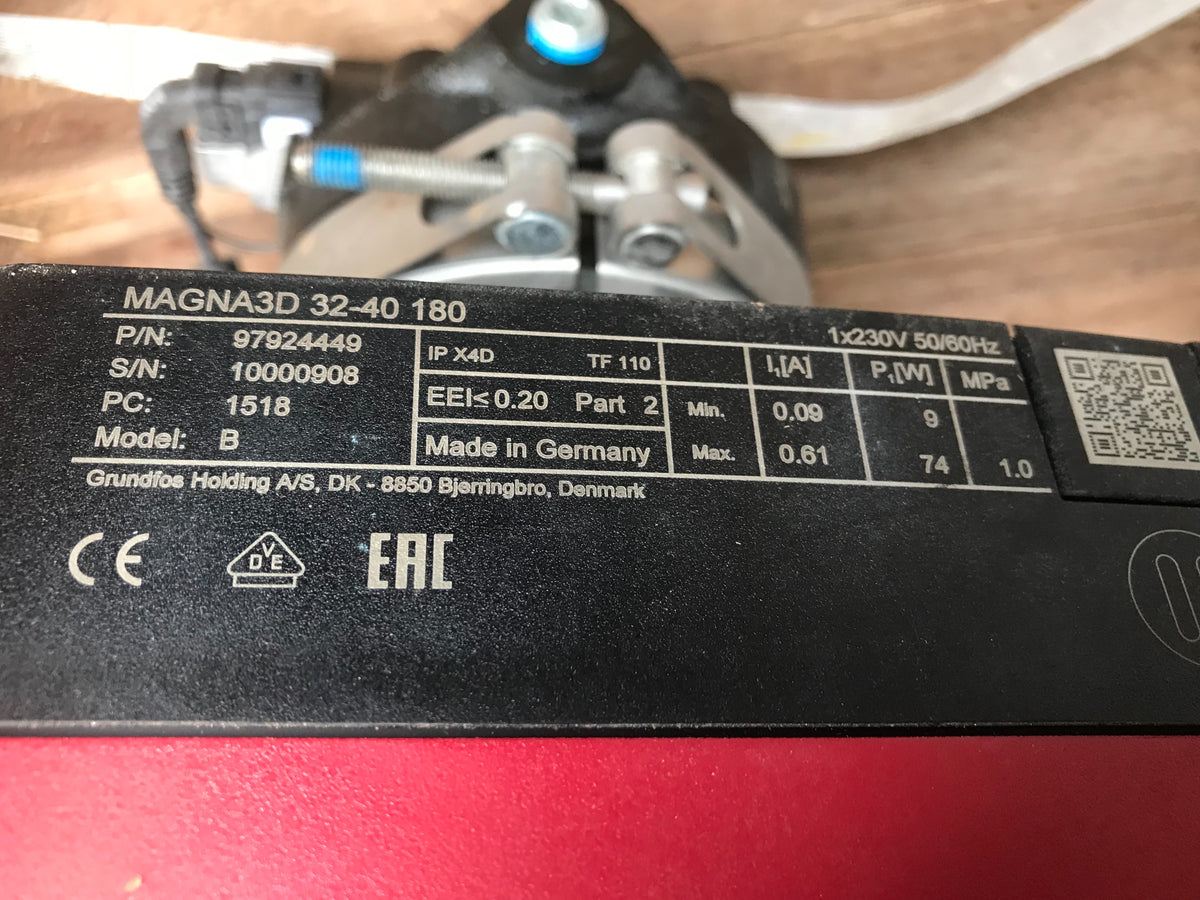 MAGNA3D 32-40 180
1x230V 50/60Hz
P/N: 97924449
S/N: 10000908
PC: 1518
Model: B
IP X4D TF 110
EEI≤ 0.20 Part 2
Made in Germany
I₁[A] P₁[W] MPa
Min. 0.09 9
Max. 0.61 74 1.0
Grundfos Holding A/S, DK - 8850 Bjerringbro, Denmark
CE
DVE
EAC